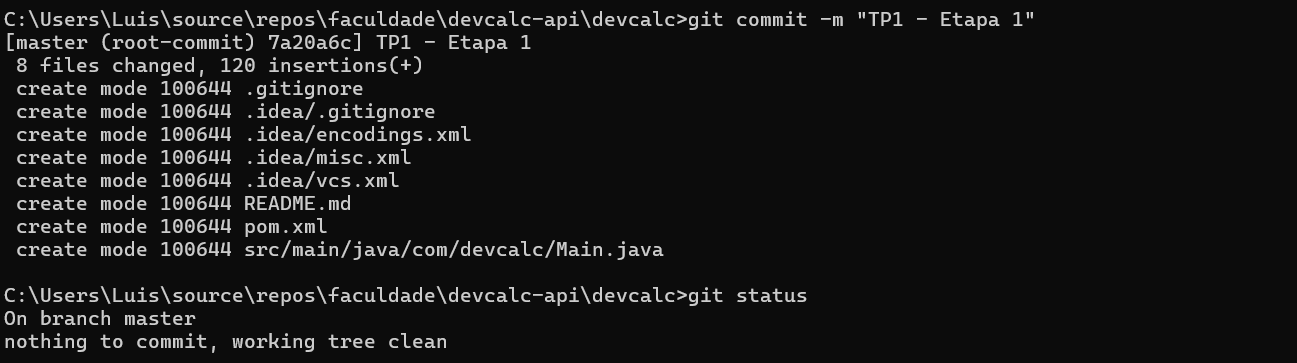 C:\Users\Luis\source\repos\faculdade\devcalc-api\devcalc>git commit -m "TP1 - Etapa 1"
[master (root-commit) 7a20a6c] TP1 - Etapa 1
 8 files changed, 120 insertions(+)
 create mode 100644 .gitignore
 create mode 100644 .idea/.gitignore
 create mode 100644 .idea/encodings.xml
 create mode 100644 .idea/misc.xml
 create mode 100644 .idea/vcs.xml
 create mode 100644 README.md
 create mode 100644 pom.xml
 create mode 100644 src/main/java/com/devcalc/Main.java
C:\Users\Luis\source\repos\faculdade\devcalc-api\devcalc>git status
On branch master
nothing to commit, working tree clean